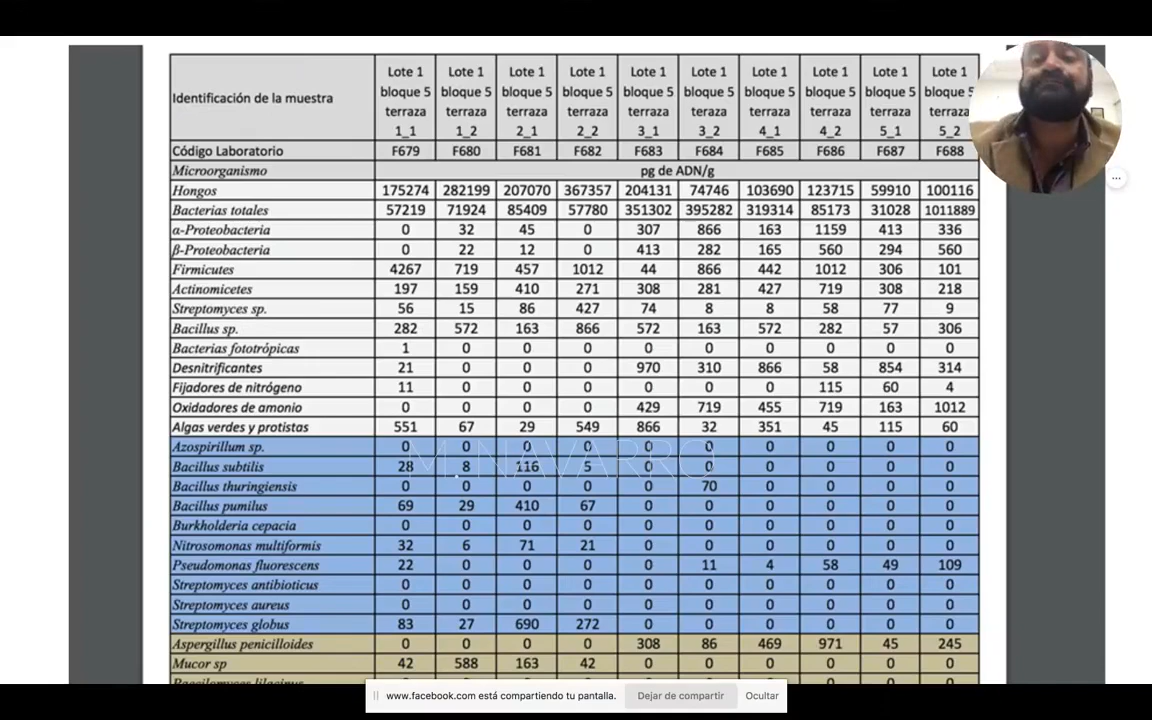 Identificación de la muestra Lote 1 bloque 5 terraza 1_1 Lote 1 bloque 5 terraza 1_2 Lote 1 bloque 5 terraza 2_1 Lote 1 bloque 5 terraza 2_2 Lote 1 bloque 5 terraza 3_1 Lote 1 bloque 5 terraza 3_2 Lote 1 bloque 5 terraza 4_1 Lote 1 bloque 5 terraza 4_2 Lote 1 bloque 5 terraza 5_1 Lote 1 bloque 5 terraza 5_2
Código Laboratorio F679 F680 F681 F682 F683 F684 F685 F686 F687 F688
Microorganismo pg de ADN/g
Hongos 175274 282199 207070 367357 204131 74746 103690 123715 59910 100116
Bacterias totales 57219 71924 85409 57780 351302 395282 319314 85173 31028 1011889
α-Proteobacteria 0 32 45 0 307 866 163 1159 413 336
β-Proteobacteria 0 22 12 0 413 282 165 560 294 560
Firmicutes 4267 719 457 1012 44 866 442 1012 306 101
Actinomicetes 197 159 410 271 308 281 427 719 308 218
Streptomyces sp. 56 15 86 427 74 8 8 58 77 9
Bacillus sp. 282 572 163 866 572 163 572 282 57 306
Bacterias fototrópicas 1 0 0 0 0 0 0 0 0 0
Desnitrificantes 21 0 0 0 970 310 866 58 854 314
Fijadores de nitrógeno 11 0 0 0 0 0 0 115 60 4
Oxidadores de amonio 0 0 0 0 429 719 455 719 163 1012
Algas verdes y protistas 551 67 29 549 866 32 351 45 115 60
Azospirillum sp. 0 0 0 0 0 0 0 0 0 0
Bacillus subtilis 28 8 116 5 0 0 0 0 0 0
M.NAVARRO
Bacillus thuringiensis 0 0 0 0 0 70 0 0 0 0
Bacillus pumilus 69 29 410 67 0 0 0 0 0 0
Burkholderia cepacia 0 0 0 0 0 0 0 0 0 0
Nitrosomonas multiformis 32 6 71 21 0 0 0 0 0 0
Pseudomonas fluorescens 22 0 0 0 0 11 4 58 49 109
Streptomyces antibioticus 0 0 0 0 0 0 0 0 0 0
Streptomyces aureus 0 0 0 0 0 0 0 0 0 0
Streptomyces globus 83 27 690 272 0 0 0 0 0 0
Aspergillus penicilloides 0 0 0 0 308 86 469 971 45 245
Mucor sp 42 588 163 42 0 0 0 0 0 0
www.facebook.com está compartiendo tu pantalla. Dejar de compartir Ocultar